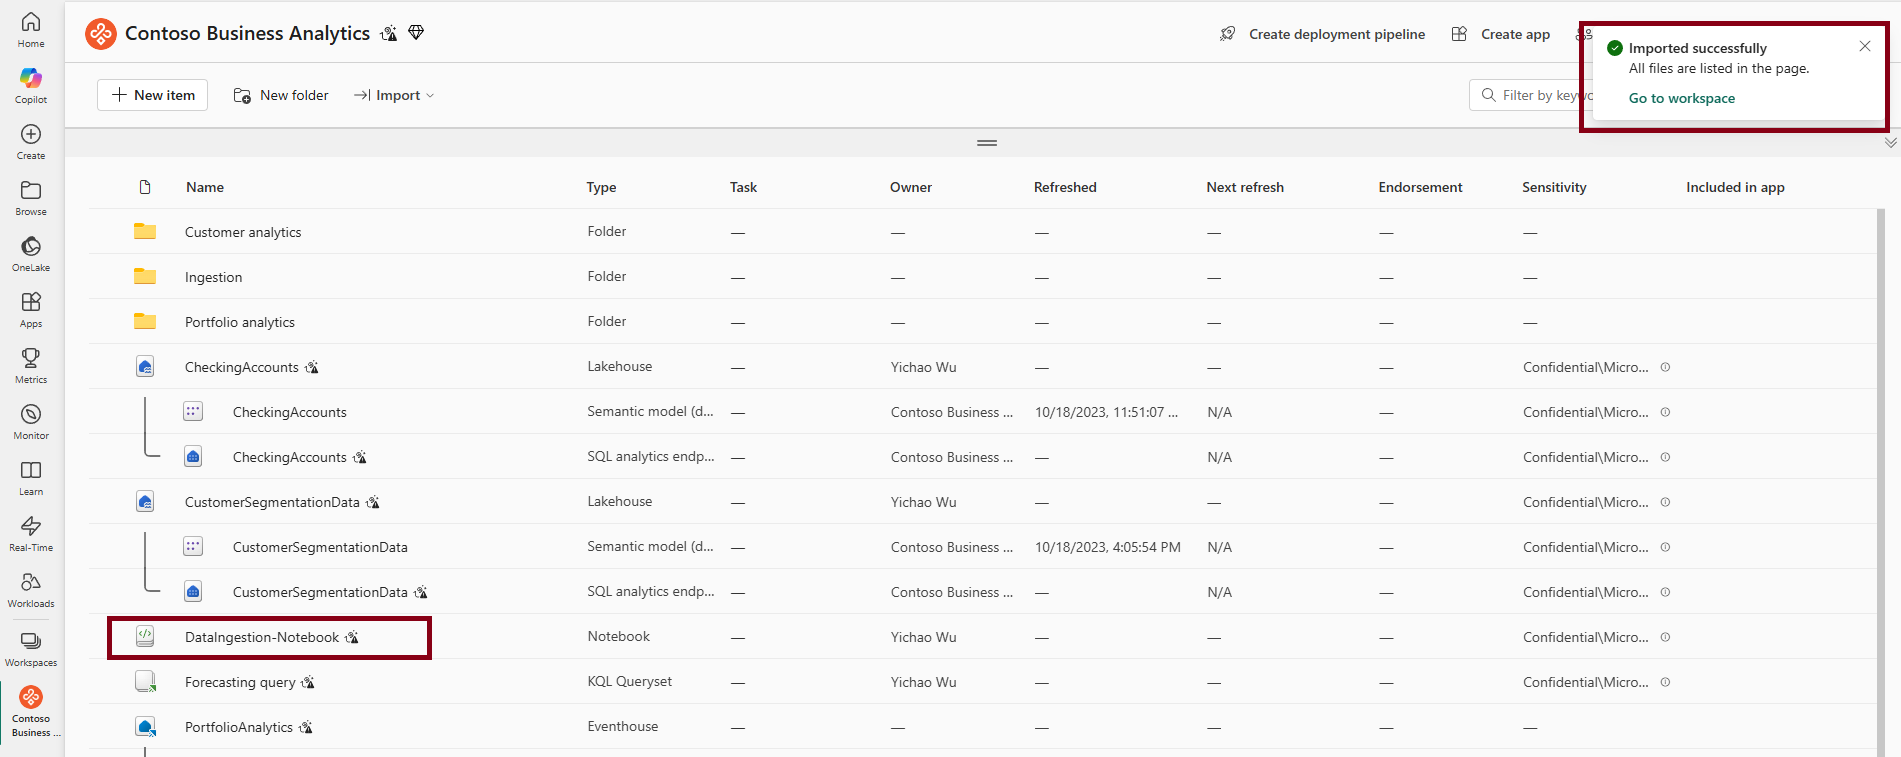 Home
Copilot
Create
Browse
OneLake
Apps
Metrics
Monitor
Learn
Real-Time
Workloads
Workspaces
Contoso
Business ...
Contoso Business Analytics
Create deployment pipeline
Create app
Imported successfully
All files are listed in the page.
Go to workspace
New item
New folder
Import
Filter by keywo
Name Type Task Owner Refreshed Next refresh Endorsement Sensitivity Included in app
Customer analytics Folder — — — — — —
Ingestion Folder — — — — — —
Portfolio analytics Folder — — — — — —
CheckingAccounts Lakehouse — Yichao Wu — — — Confidential\Micro...
CheckingAccounts Semantic model (d... — Contoso Business ... 10/18/2023, 11:51:07 ... N/A — Confidential\Micro...
CheckingAccounts SQL analytics endp... — Contoso Business ... — N/A — Confidential\Micro...
CustomerSegmentationData Lakehouse — Yichao Wu — — — Confidential\Micro...
CustomerSegmentationData Semantic model (d... — Contoso Business ... 10/18/2023, 4:05:54 PM N/A — Confidential\Micro...
CustomerSegmentationData SQL analytics endp... — Contoso Business ... — N/A — Confidential\Micro...
DataIngestion-Notebook Notebook — Yichao Wu — — — Confidential\Micro...
Forecasting query KQL Queryset — Yichao Wu — — — Confidential\Micro...
PortfolioAnalytics Eventhouse — — — — — —